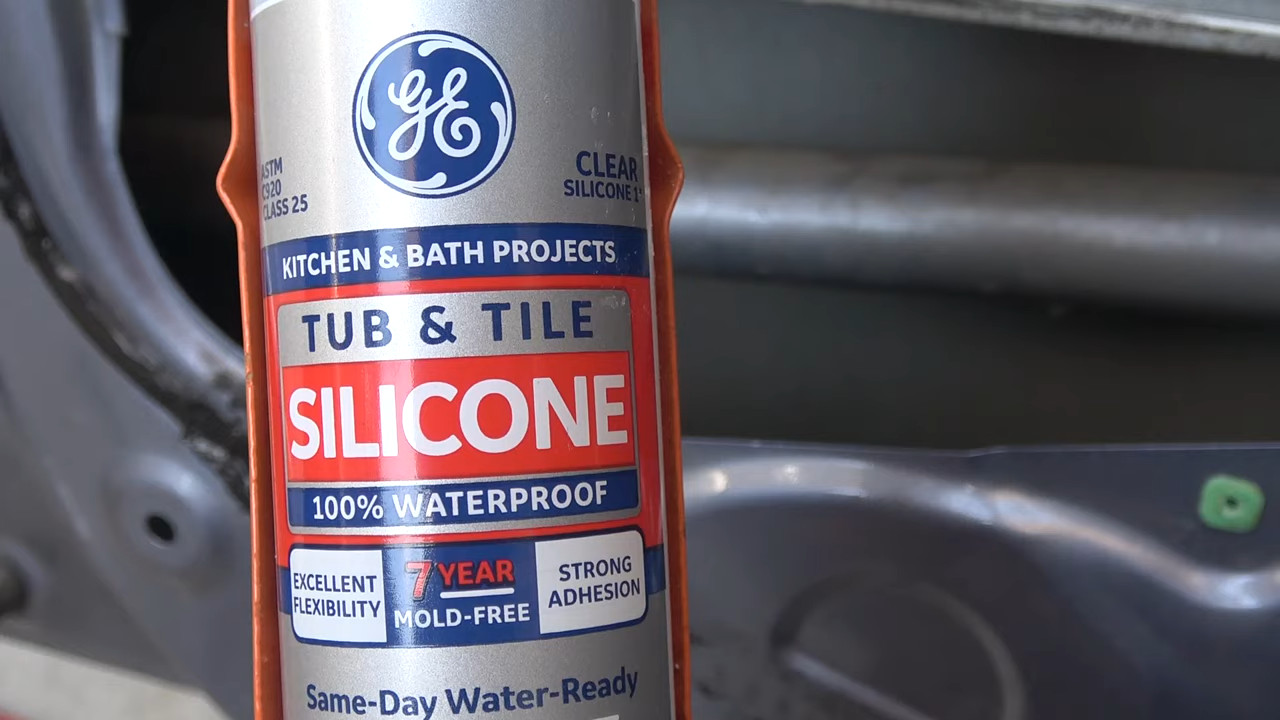 GE
ASTM
C920
CLASS 25
CLEAR
SILICONE 1*
KITCHEN & BATH PROJECTS
TUB & TILE
SILICONE
100% WATERPROOF
EXCELLENT
FLEXIBILITY
7 YEAR
MOLD-FREE
STRONG
ADHESION
Same-Day Water-Ready